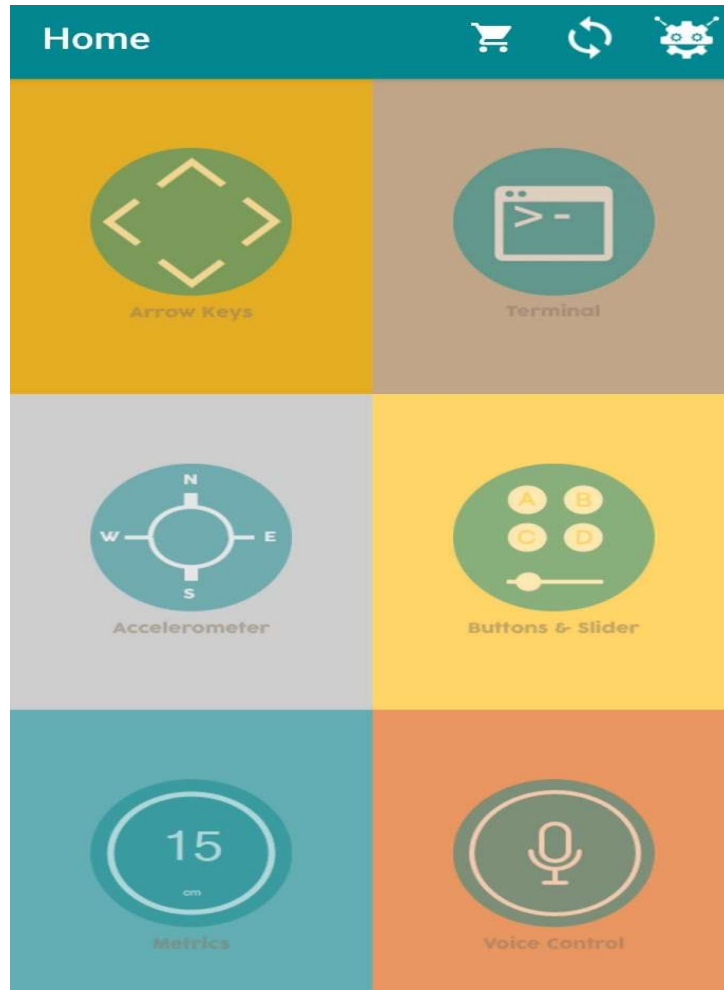 Home
Arrow Keys
>-
Terminal
N
W E
S
Accelerometer
A B
C D
Buttons & Slider
15
cm
Metrics
Voice Control